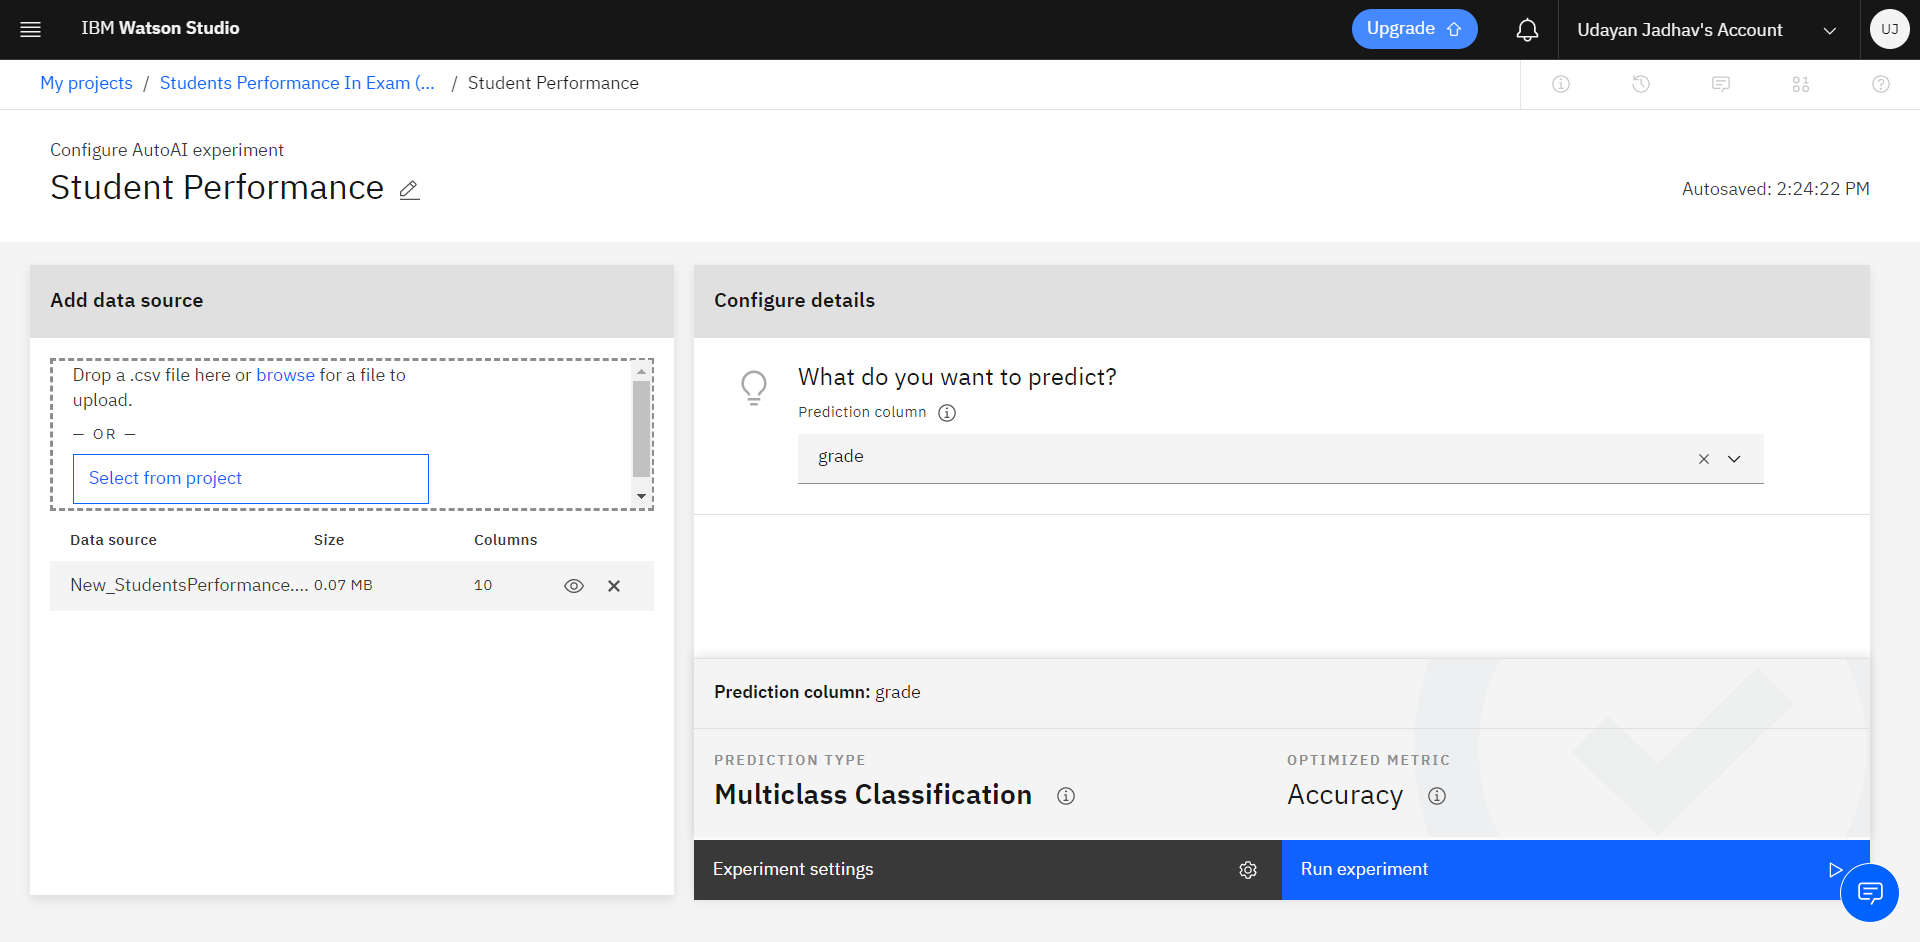 IBM Watson Studio
Upgrade
Udayan Jadhav's Account
UJ
My projects / Students Performance In Exam (... / Student Performance
Configure AutoAI experiment
Student Performance
Autosaved: 2:24:22 PM
Add data source
Drop a .csv file here or browse for a file to
upload.
— OR —
Select from project
Data source Size Columns
New_StudentsPerformance.... 0.07 MB 10
Configure details
What do you want to predict?
Prediction column
grade
Prediction column: grade
PREDICTION TYPE
Multiclass Classification
OPTIMIZED METRIC
Accuracy
Experiment settings
Run experiment